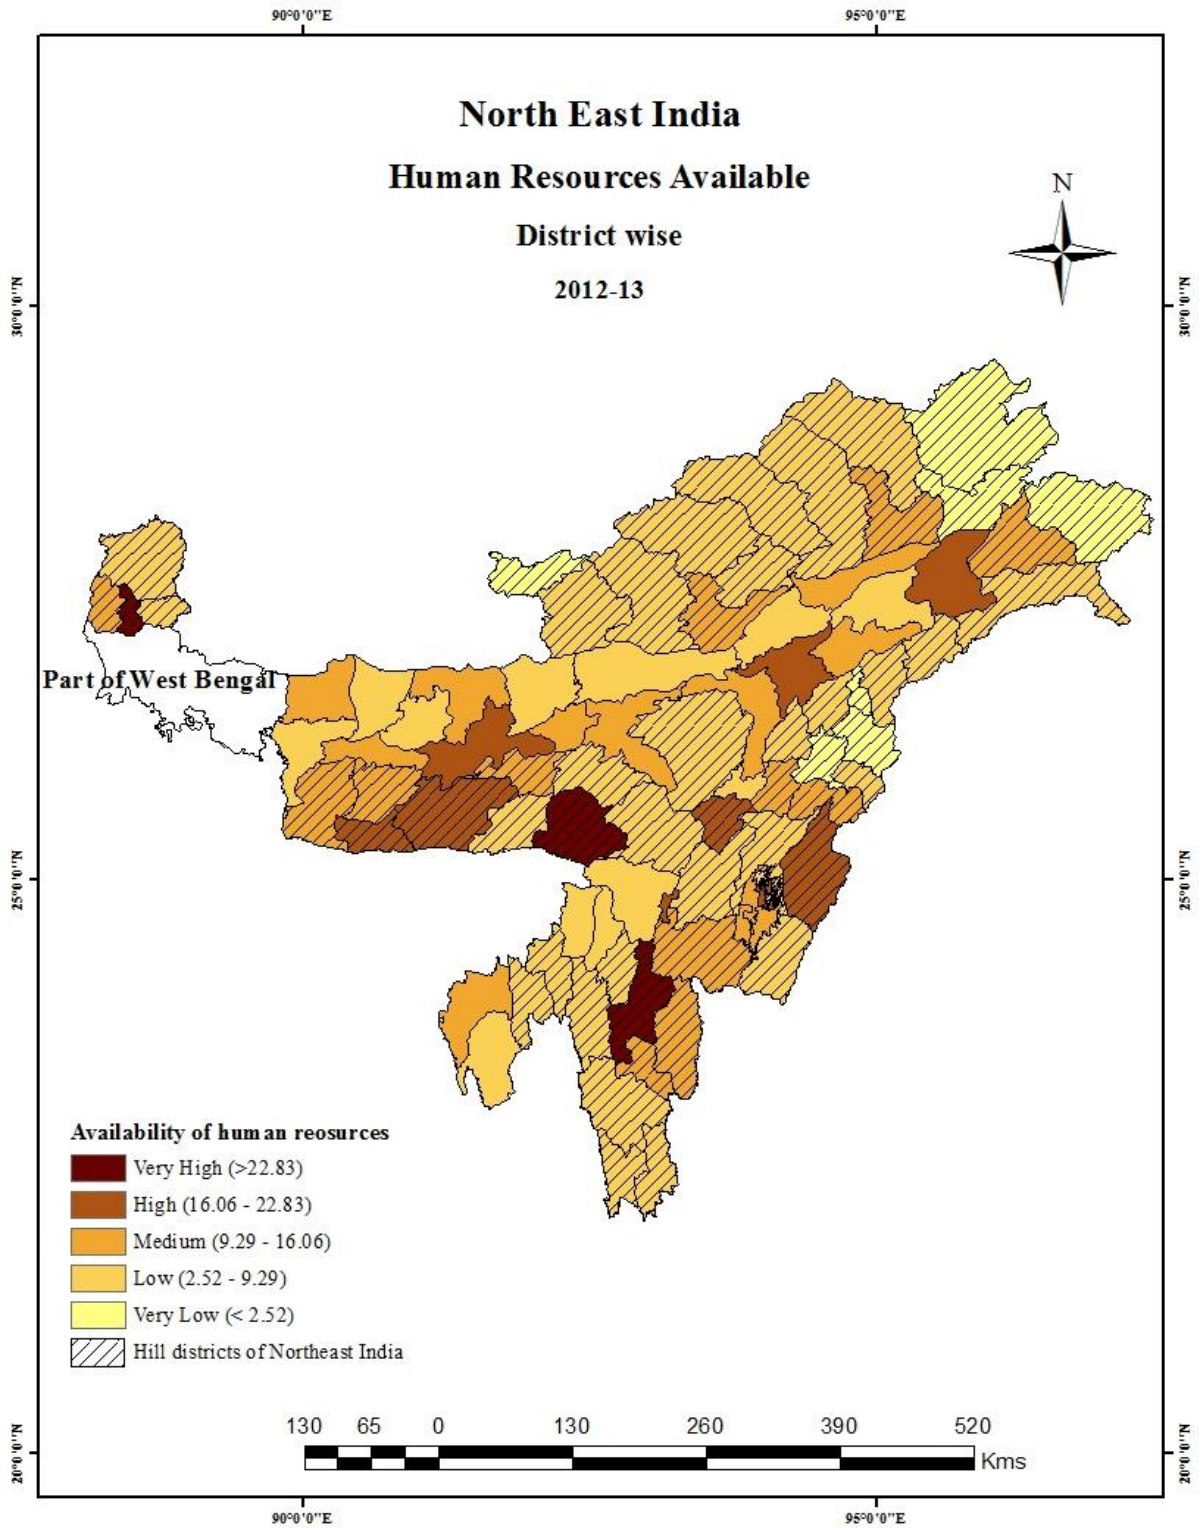 90°0'0"E 95°0'0"E
North East India
Human Resources Available
District wise
2012-13
N
30°0'0"N 30°0'0"N
Part of West Bengal
25°0'0"N 25°0'0"N
Availability of human reosurces
Very High (>22.83)
High (16.06 - 22.83)
Medium (9.29 - 16.06)
Low (2.52 - 9.29)
Very Low (< 2.52)
Hill districts of Northeast India
130 65 0 130 260 390 520
Kms
20°0'0"N 20°0'0"N
90°0'0"E 95°0'0"E